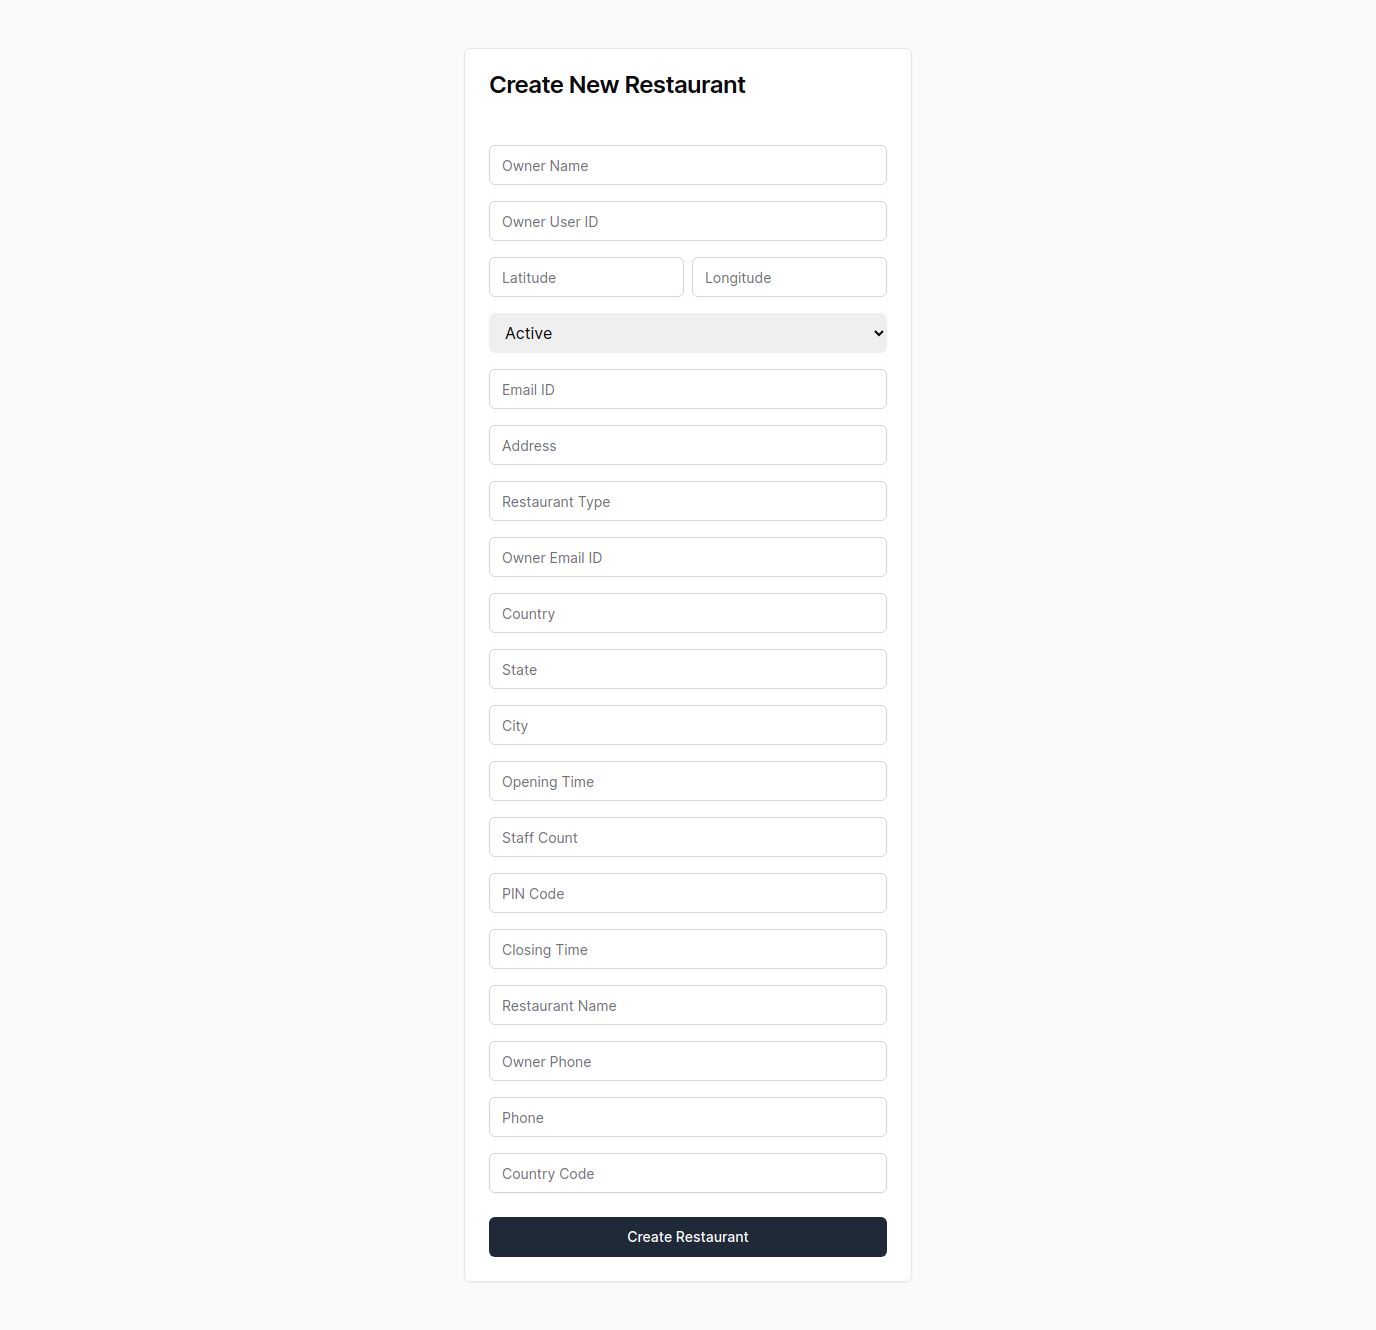 Create New Restaurant
Owner Name
Owner User ID
Latitude Longitude
Active
Email ID
Address
Restaurant Type
Owner Email ID
Country
State
City
Opening Time
Staff Count
PIN Code
Closing Time
Restaurant Name
Owner Phone
Phone
Country Code
Create Restaurant